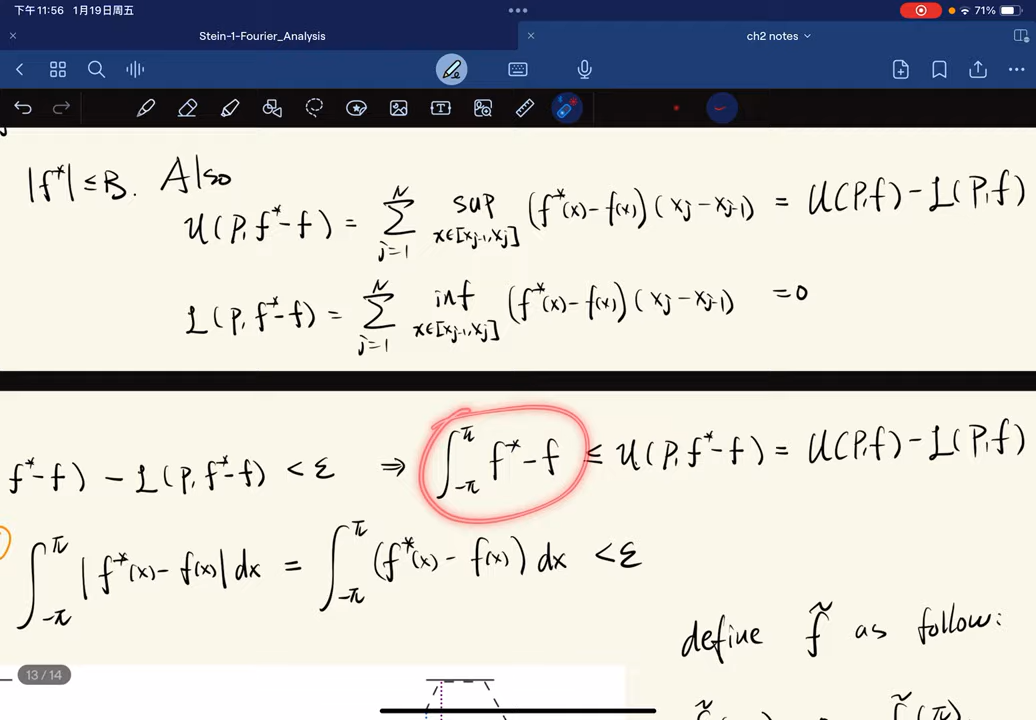 下午11:56 1月19日周五
71%
Stein-1-Fourier_Analysis
ch2 notes
|f*| ≤ B. Also
U(P, f*-f) = ∑_{j=1}^{N} sup_{x∈[x_{j-1}, x_j]} (f*(x) - f(x)) (x_j - x_{j-1}) = U(P,f) - L(P,f)
L(P, f*-f) = ∑_{j=1}^{N} inf_{x∈[x_{j-1}, x_j]} (f*(x) - f(x)) (x_j - x_{j-1}) = 0
f*-f) - L(P, f*-f) < ε ⇒ ∫_{-π}^{π} f* - f ≤ U(P, f*-f) = U(P,f) - L(P,f)
∫_{-π}^{π} |f*(x) - f(x)| dx = ∫_{-π}^{π} (f*(x) - f(x)) dx < ε
define f̃ as follow:
13 / 14